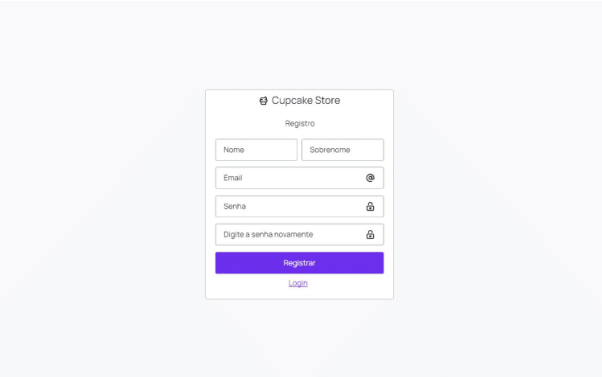 Cupcake Store
Registro
Nome Sobrenome
Email
Senha
Digite a senha novamente
Registrar
Login